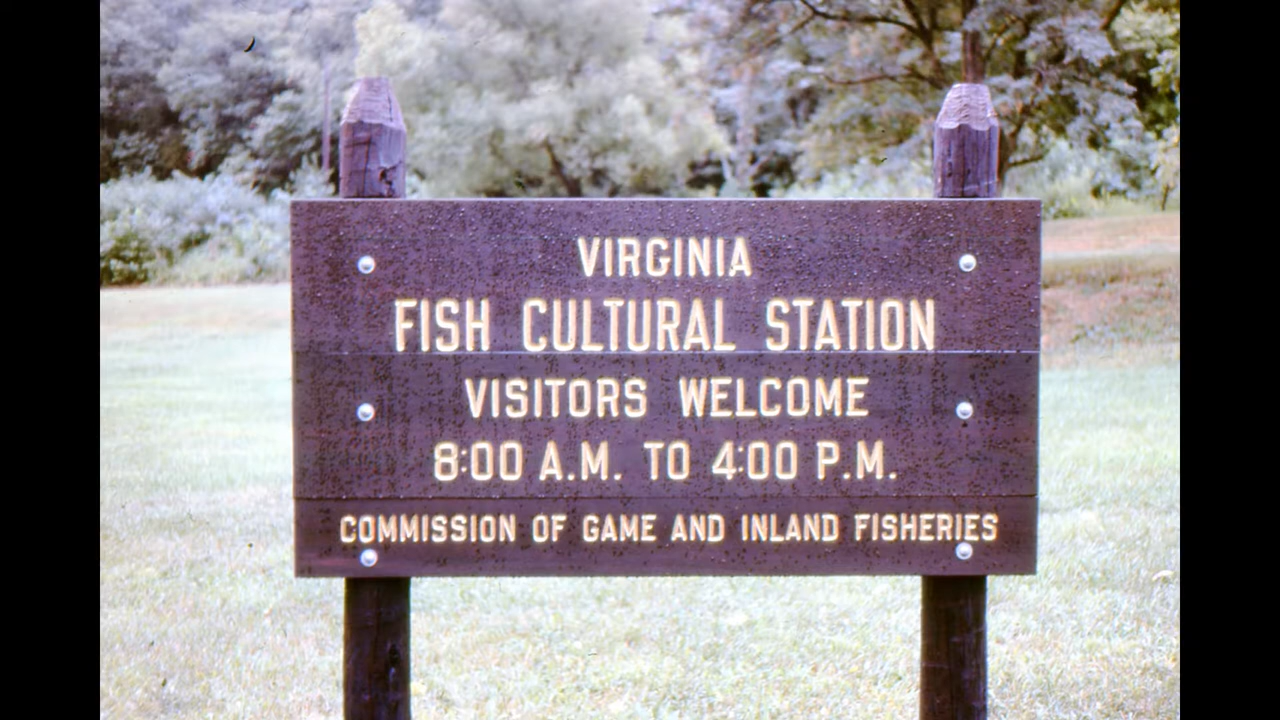 VIRGINIA
FISH CULTURAL STATION
VISITORS WELCOME
8:00 A.M. TO 4:00 P.M.
COMMISSION OF GAME AND INLAND FISHERIES